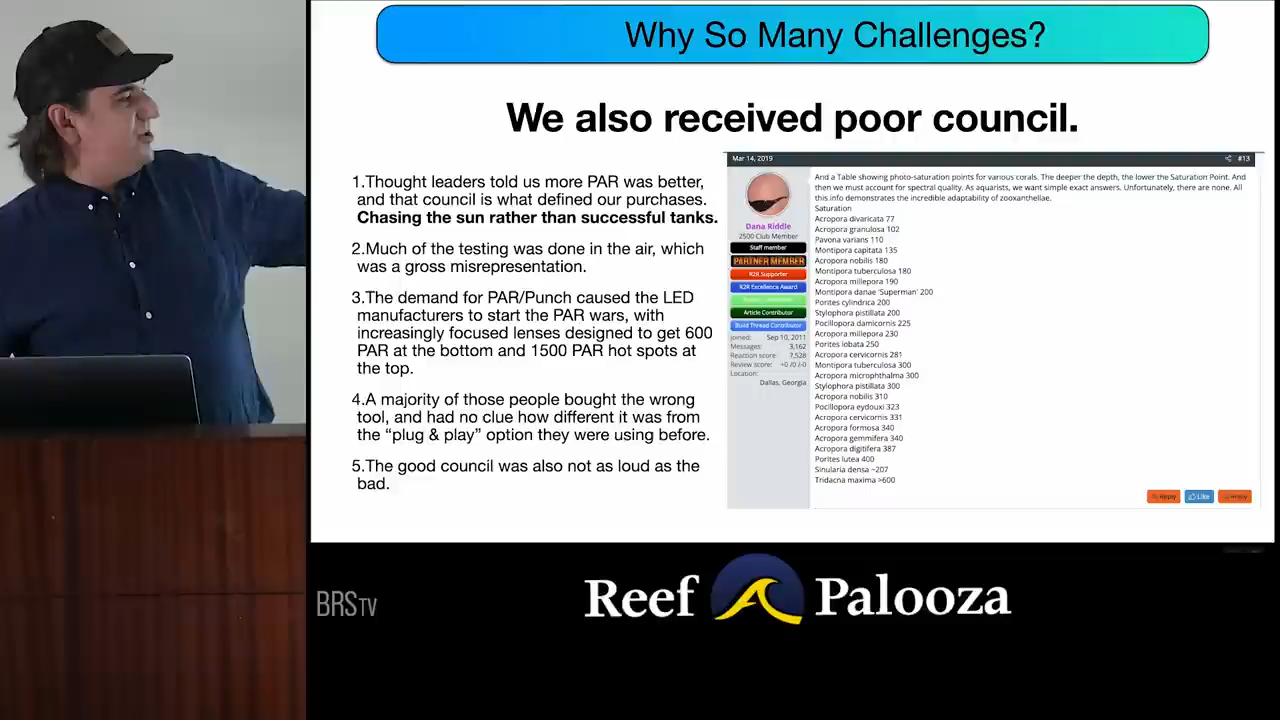 Why So Many Challenges?
We also received poor council.
1.Thought leaders told us more PAR was better,
and that council is what defined our purchases.
Chasing the sun rather than successful tanks.
2.Much of the testing was done in the air, which
was a gross misrepresentation.
3.The demand for PAR/Punch caused the LED
manufacturers to start the PAR wars, with
increasingly focused lenses designed to get 600
PAR at the bottom and 1500 PAR hot spots at
the top.
4.A majority of those people bought the wrong
tool, and had no clue how different it was from
the “plug & play” option they were using before.
5.The good council was also not as loud as the
bad.
Mar 14, 2019
#13
Dana Riddle
2500 Club Member
Staff member
PARTNER MEMBER
R2R Supporter
R2R Excellence Award
Article Contributor
Build Thread Contributor
Joined: Sep 10, 2011
Messages: 3,162
Reaction score: 7,528
Review score: +0 /0 /-0
Location:
Dallas, Georgia
And a Table showing photo-saturation points for various corals. The deeper the depth, the lower the Saturation Point. And
then we must account for spectral quality. As aquarists, we want simple exact answers. Unfortunately, there are none. All
this info demonstrates the incredible adaptability of zooxanthellae.
Saturation
Acropora divaricata 77
Acropora granulosa 102
Pavona varians 110
Montipora capitata 135
Acropora nobilis 180
Montipora tuberculosa 180
Acropora millepora 190
Montipora danae 'Superman' 200
Porites cylindrica 200
Stylophora pistillata 200
Pocillopora damicornis 225
Acropora millepora 230
Porites lobata 250
Acropora cervicornis 281
Montipora tuberculosa 300
Acropora microphthalma 300
Stylophora pistillata 300
Acropora nobilis 310
Pocillopora eydouxi 323
Acropora cervicornis 331
Acropora formosa 340
Acropora gemmifera 340
Acropora digitifera 387
Porites lutea 400
Sinularia densa ~207
Tridacna maxima >600
Like
BRSTV
Reef Palooza